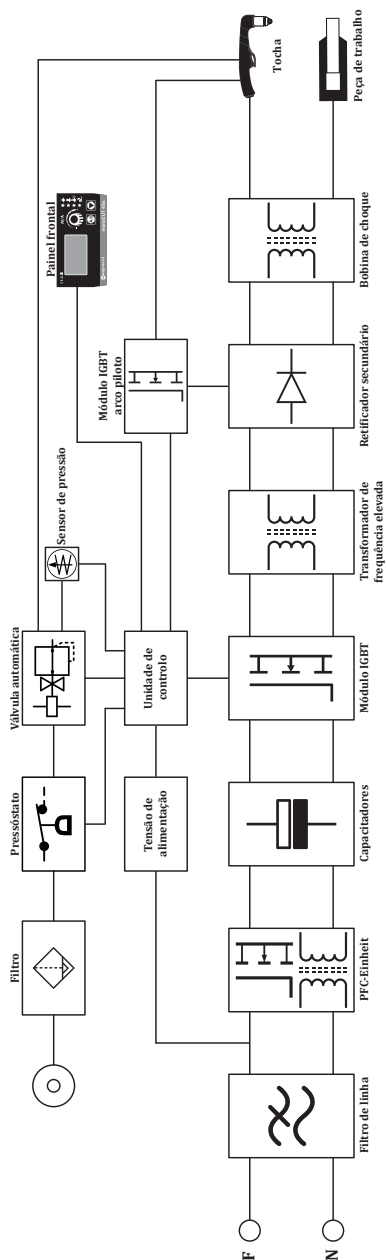 Filtro
Pressóstato
Válvula automática
Sensor de pressão
Painel frontal
Tocha
Peça de trabalho
Tensão de
alimentação
Unidade de
controlo
Módulo IGBT
arco piloto
F
N
Filtro de linha
PFC-Einheit
Capacitadores
Módulo IGBT
Transformador de
frequência elevada
Retificador secundário
Bobina de choque